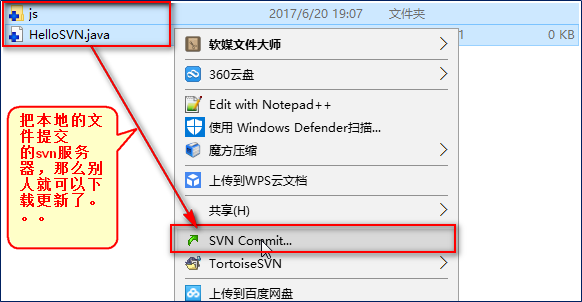 js 2017/6/20 19:07 文件夹
HelloSVN.java 1 0 KB
软媒文件大师
360云盘
Edit with Notepad++
使用 Windows Defender扫描...
魔方压缩
上传到WPS云文档
共享(H)
SVN Commit...
TortoiseSVN
上传到百度网盘
把本地的文
件提交
的svn服务
器，那么别
人就可以下
载更新了。
。。